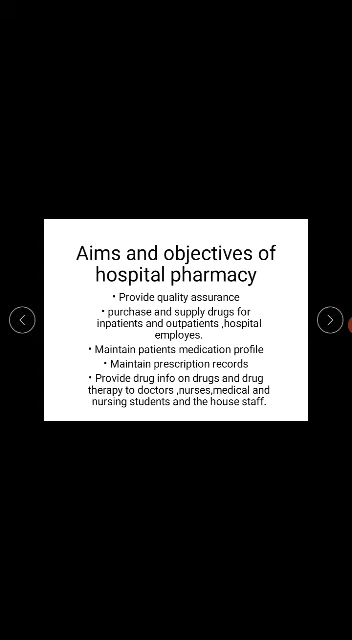 Aims and objectives of
hospital pharmacy
• Provide quality assurance
• purchase and supply drugs for
inpatients and outpatients ,hospital
employes.
• Maintain patients medication profile
• Maintain prescription records
• Provide drug info on drugs and drug
therapy to doctors ,nurses,medical and
nursing students and the house staff.